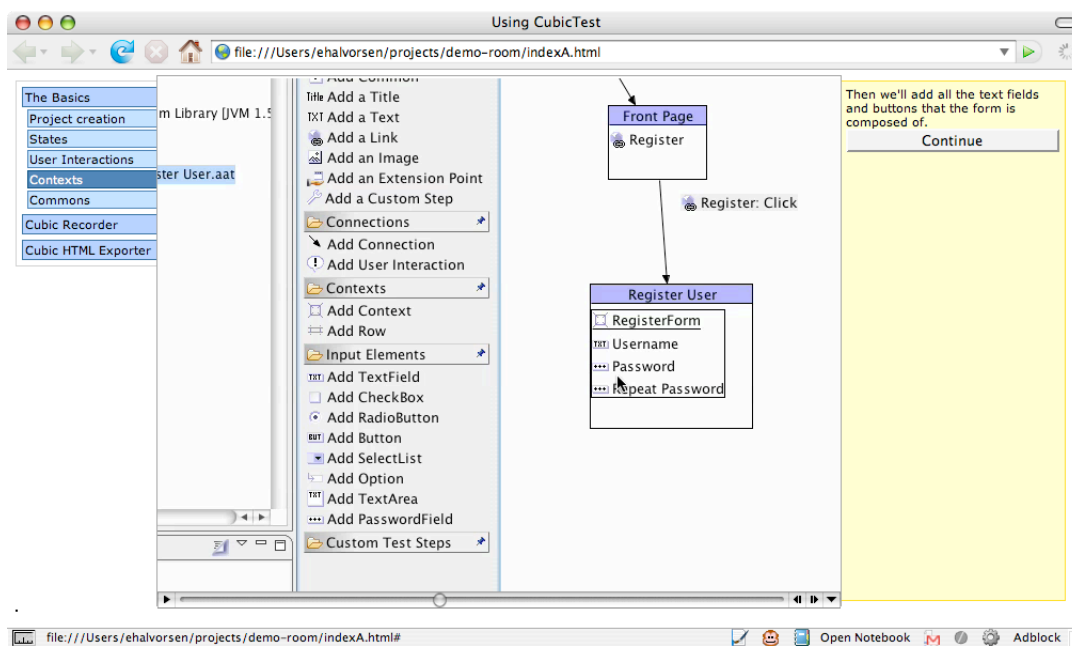 Using CubicTest
file:///Users/ehalvorsen/projects/demo-room/indexA.html
The Basics
Project creation
States
User Interactions
Contexts
Commons
Cubic Recorder
Cubic HTML Exporter
m Library [JVM 1.5
ster User.aat
Add Common
Title Add a Title
TXT Add a Text
Add a Link
Add an Image
Add an Extension Point
Add a Custom Step
Connections
Add Connection
Add User Interaction
Contexts
Add Context
Add Row
Input Elements
TXT Add TextField
Add CheckBox
Add RadioButton
BUT Add Button
Add SelectList
Add Option
TXT Add TextArea
Add PasswordField
Custom Test Steps
Front Page
Register
Register: Click
Register User
RegisterForm
TXT Username
Password
Repeat Password
Then we'll add all the text fields
and buttons that the form is
composed of.
Continue
.
file:///Users/ehalvorsen/projects/demo-room/indexA.html#
Open Notebook
Adblock